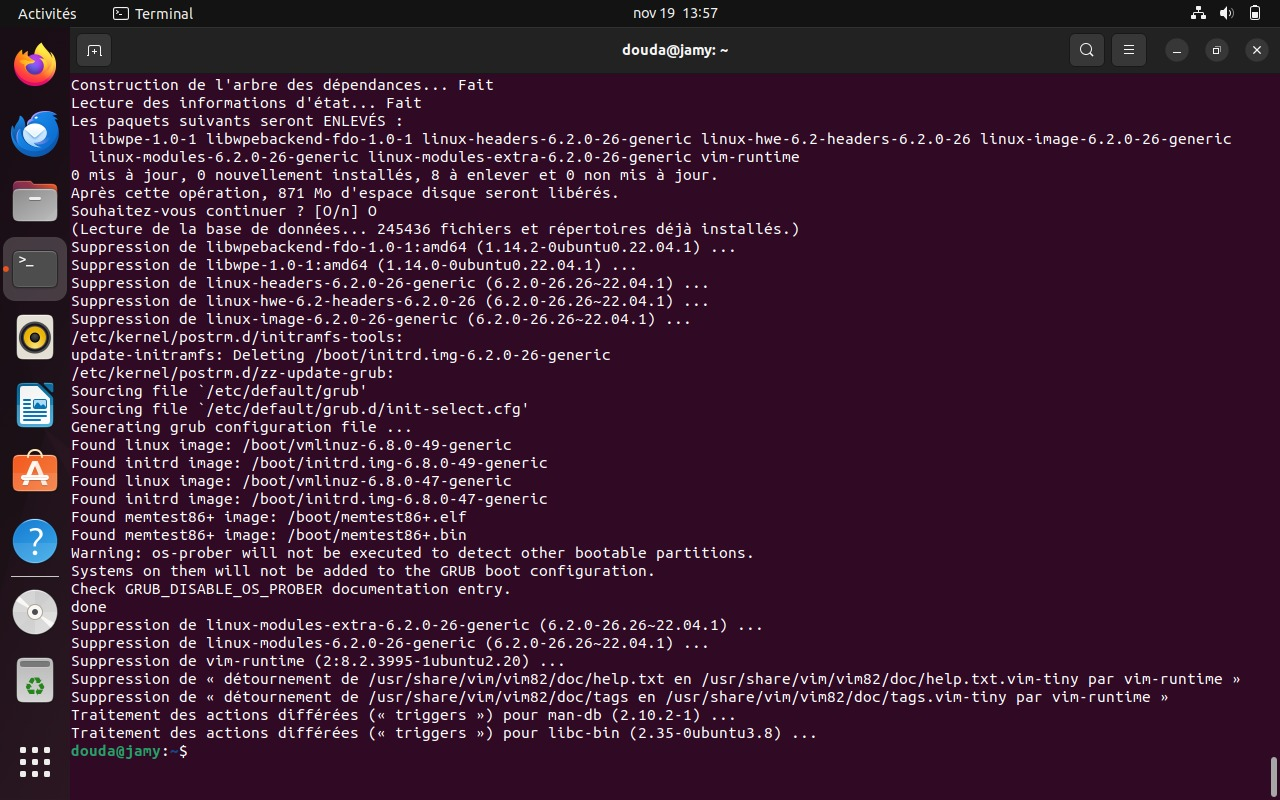 Activités
Terminal
nov 19 13:57
douda@jamy: ~
Construction de l'arbre des dépendances... Fait
Lecture des informations d'état... Fait
Les paquets suivants seront ENLEVÉS :
  libwpe-1.0-1 libwpebackend-fdo-1.0-1 linux-headers-6.2.0-26-generic linux-hwe-6.2-headers-6.2.0-26 linux-image-6.2.0-26-generic
  linux-modules-6.2.0-26-generic linux-modules-extra-6.2.0-26-generic vim-runtime
0 mis à jour, 0 nouvellement installés, 8 à enlever et 0 non mis à jour.
Après cette opération, 871 Mo d'espace disque seront libérés.
Souhaitez-vous continuer ? [O/n] O
(Lecture de la base de données... 245436 fichiers et répertoires déjà installés.)
Suppression de libwpebackend-fdo-1.0-1:amd64 (1.14.2-0ubuntu0.22.04.1) ...
Suppression de libwpe-1.0-1:amd64 (1.14.0-0ubuntu0.22.04.1) ...
Suppression de linux-headers-6.2.0-26-generic (6.2.0-26.26~22.04.1) ...
Suppression de linux-hwe-6.2-headers-6.2.0-26 (6.2.0-26.26~22.04.1) ...
Suppression de linux-image-6.2.0-26-generic (6.2.0-26.26~22.04.1) ...
/etc/kernel/postrm.d/initramfs-tools:
update-initramfs: Deleting /boot/initrd.img-6.2.0-26-generic
/etc/kernel/postrm.d/zz-update-grub:
Sourcing file `/etc/default/grub'
Sourcing file `/etc/default/grub.d/init-select.cfg'
Generating grub configuration file ...
Found linux image: /boot/vmlinuz-6.8.0-49-generic
Found initrd image: /boot/initrd.img-6.8.0-49-generic
Found linux image: /boot/vmlinuz-6.8.0-47-generic
Found initrd image: /boot/initrd.img-6.8.0-47-generic
Found memtest86+ image: /boot/memtest86+.elf
Found memtest86+ image: /boot/memtest86+.bin
Warning: os-prober will not be executed to detect other bootable partitions.
Systems on them will not be added to the GRUB boot configuration.
Check GRUB_DISABLE_OS_PROBER documentation entry.
done
Suppression de linux-modules-extra-6.2.0-26-generic (6.2.0-26.26~22.04.1) ...
Suppression de linux-modules-6.2.0-26-generic (6.2.0-26.26~22.04.1) ...
Suppression de vim-runtime (2:8.2.3995-1ubuntu2.20) ...
Suppression de « détournement de /usr/share/vim/vim82/doc/help.txt en /usr/share/vim/vim82/doc/help.txt.vim-tiny par vim-runtime »
Suppression de « détournement de /usr/share/vim/vim82/doc/tags en /usr/share/vim/vim82/doc/tags.vim-tiny par vim-runtime »
Traitement des actions différées (« triggers ») pour man-db (2.10.2-1) ...
Traitement des actions différées (« triggers ») pour libc-bin (2.35-0ubuntu3.8) ...
douda@jamy:~$